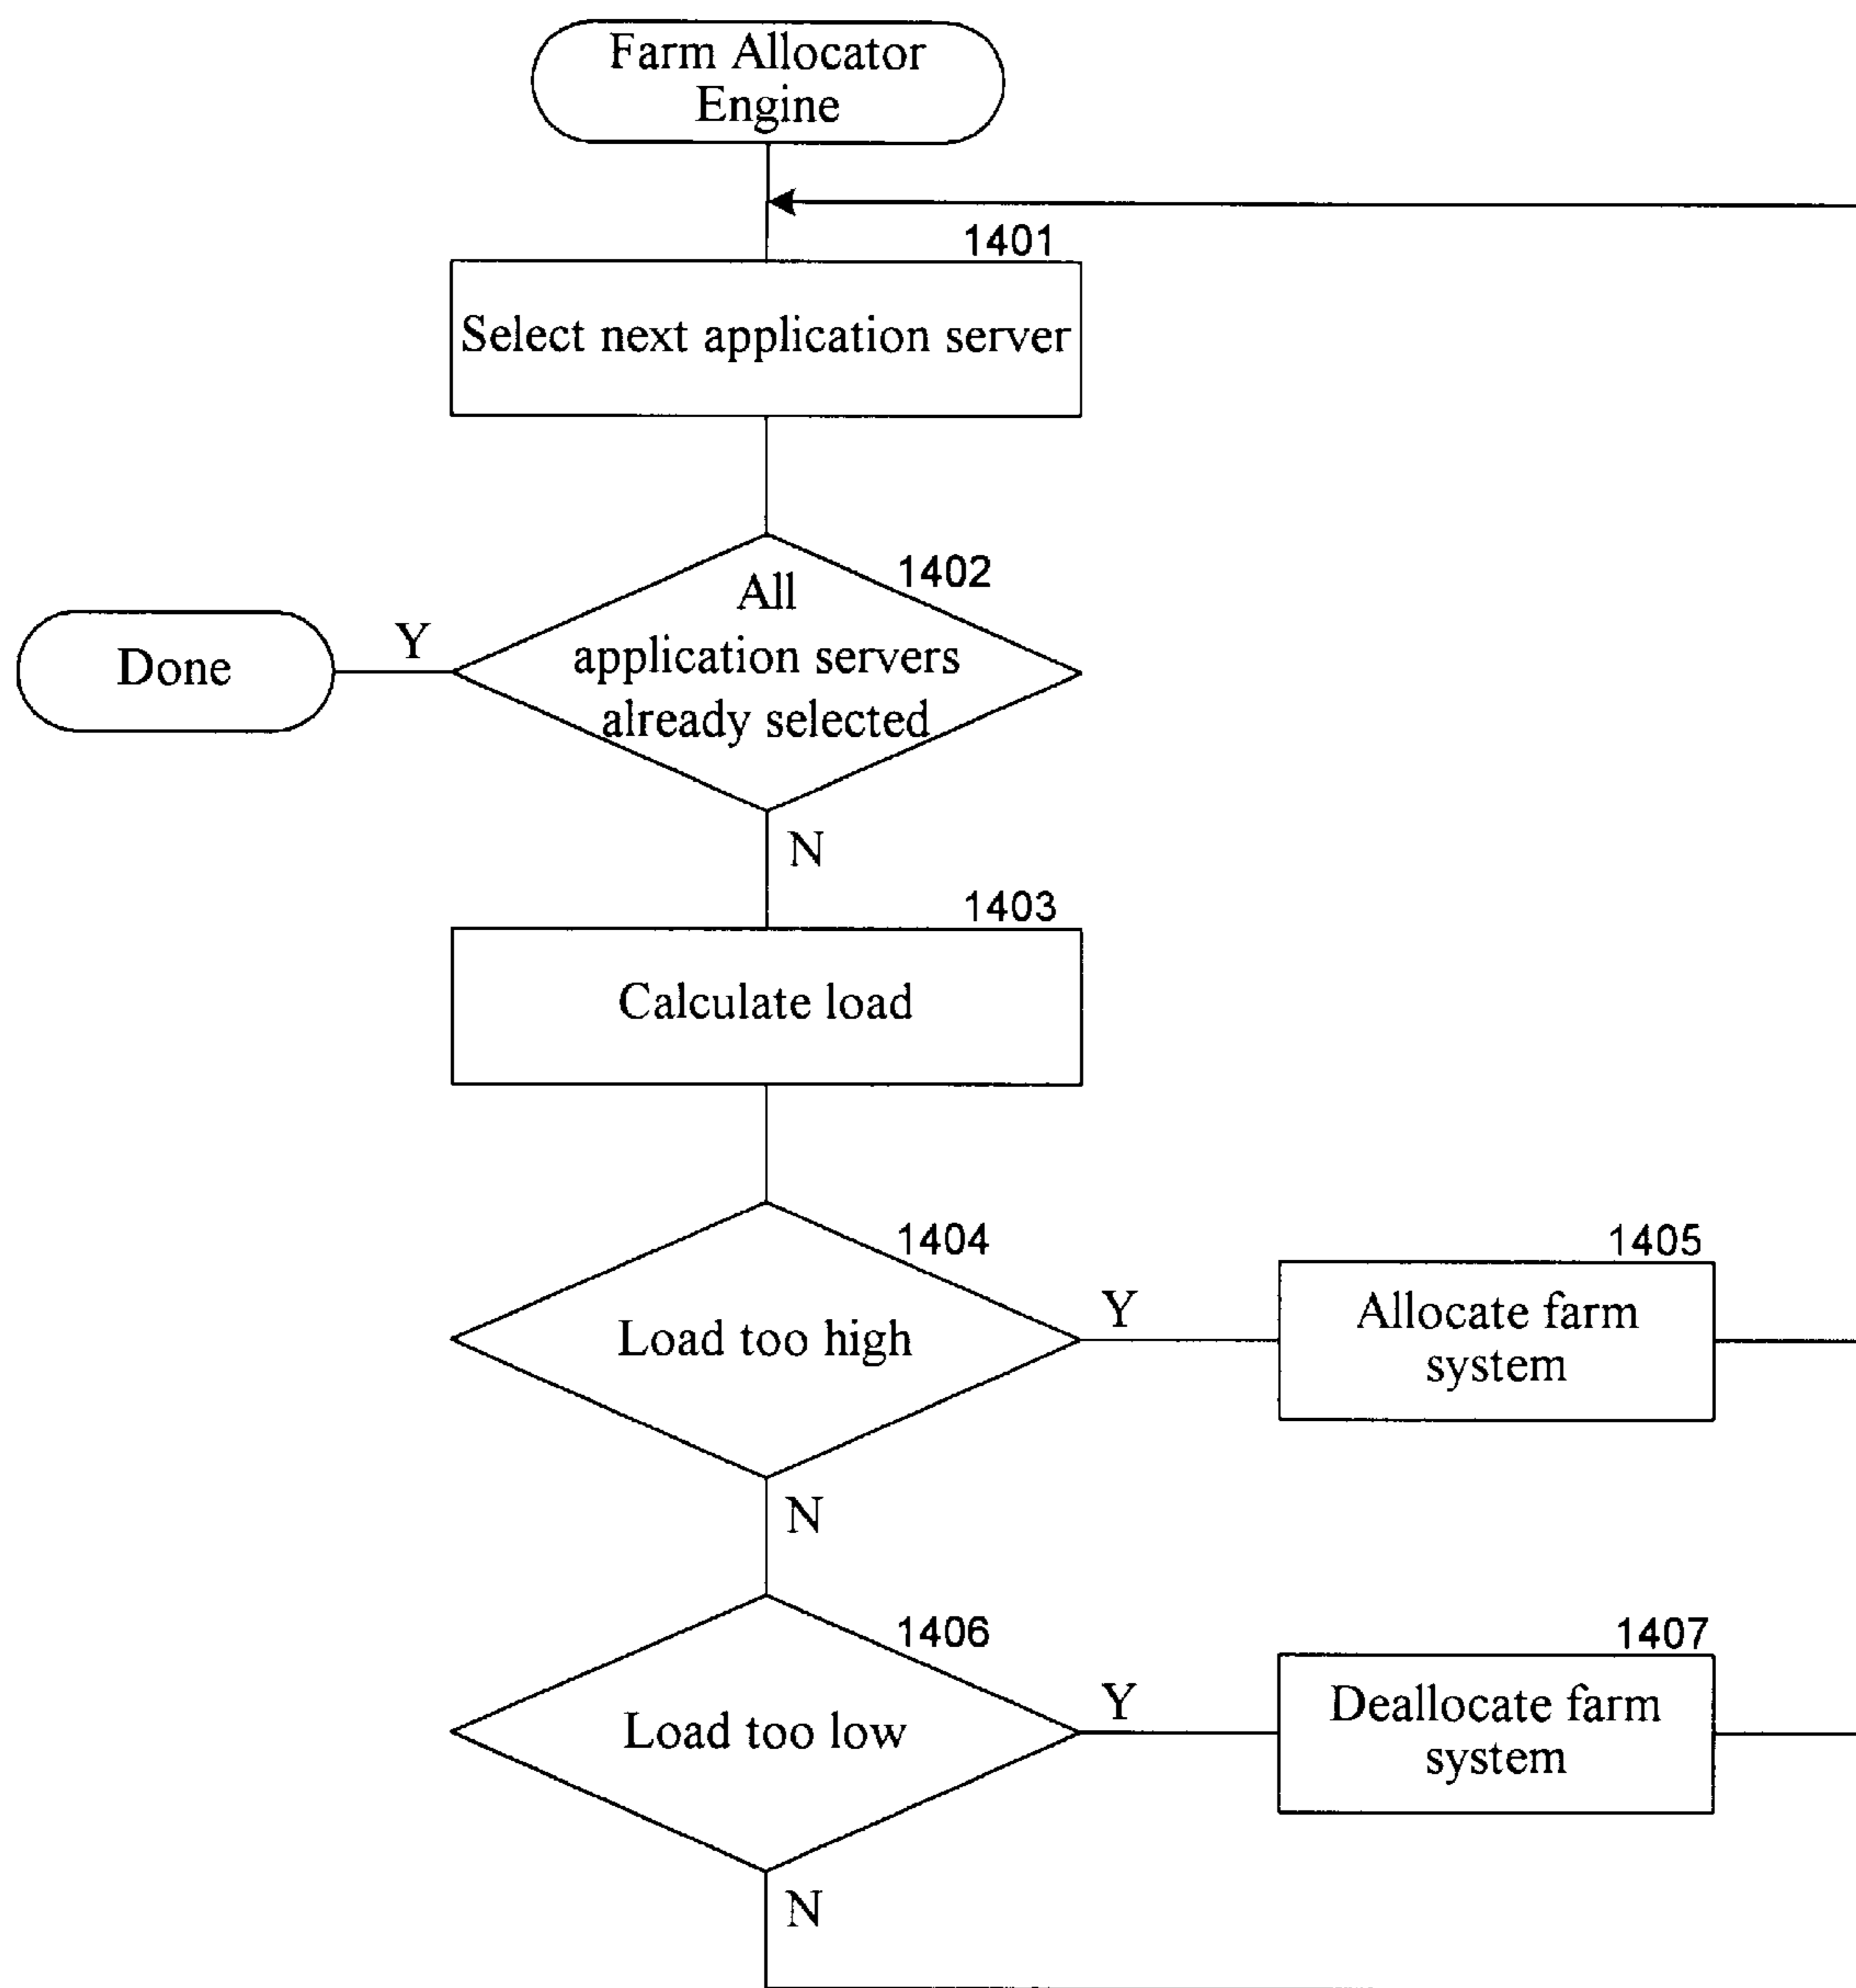 Farm Allocator
Engine
1401
Select next application server
1402
All
application servers
already selected
Y
Done
N
1403
Calculate load
1404
Load too high
Y
1405
Allocate farm
system
N
1406
Load too low
Y
1407
Deallocate farm
system
N